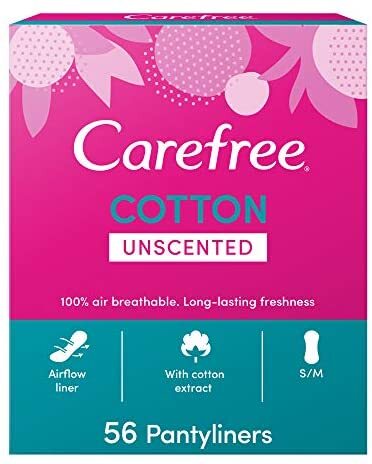 Carefree®
COTTON
UNSCENTED
100% air breathable. Long-lasting freshness
Airflow
liner
With cotton
extract
S/M
56 Pantyliners